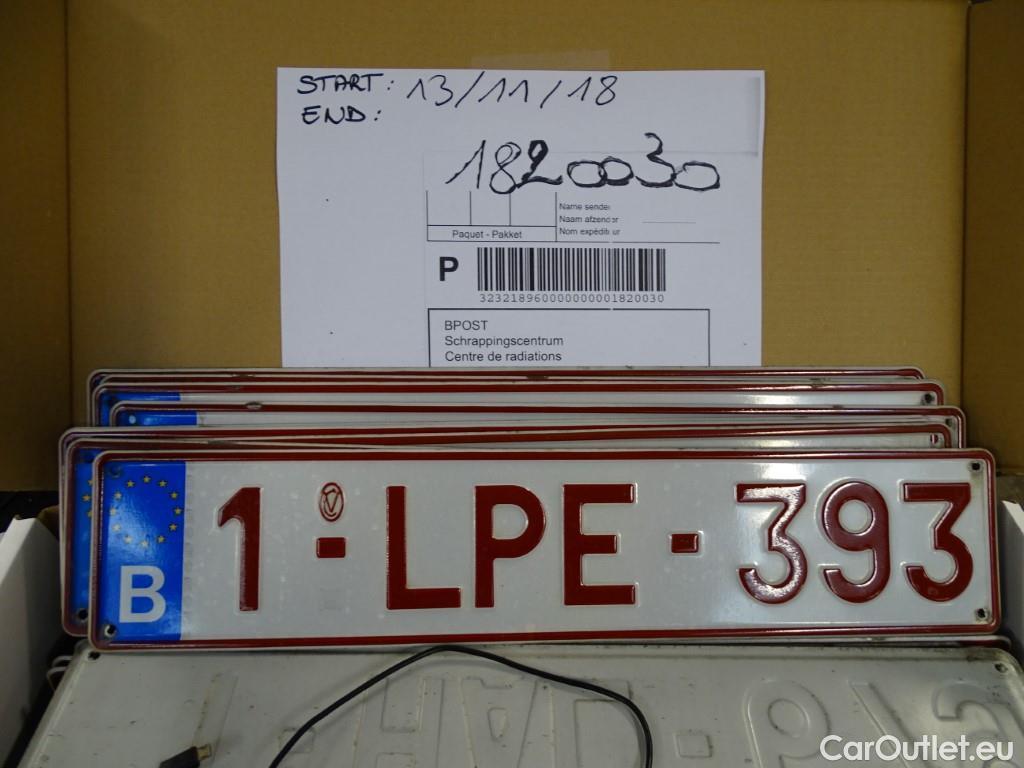 START: 13/11/18
END:
1820030
Name sender
Naam afzender
Paquet - Pakket
Nom expéditeur
P
32321896000000001820030
BPOST
Schrappingscentrum
Centre de radiations
B 1-LPE-393
CarOutlet.eu